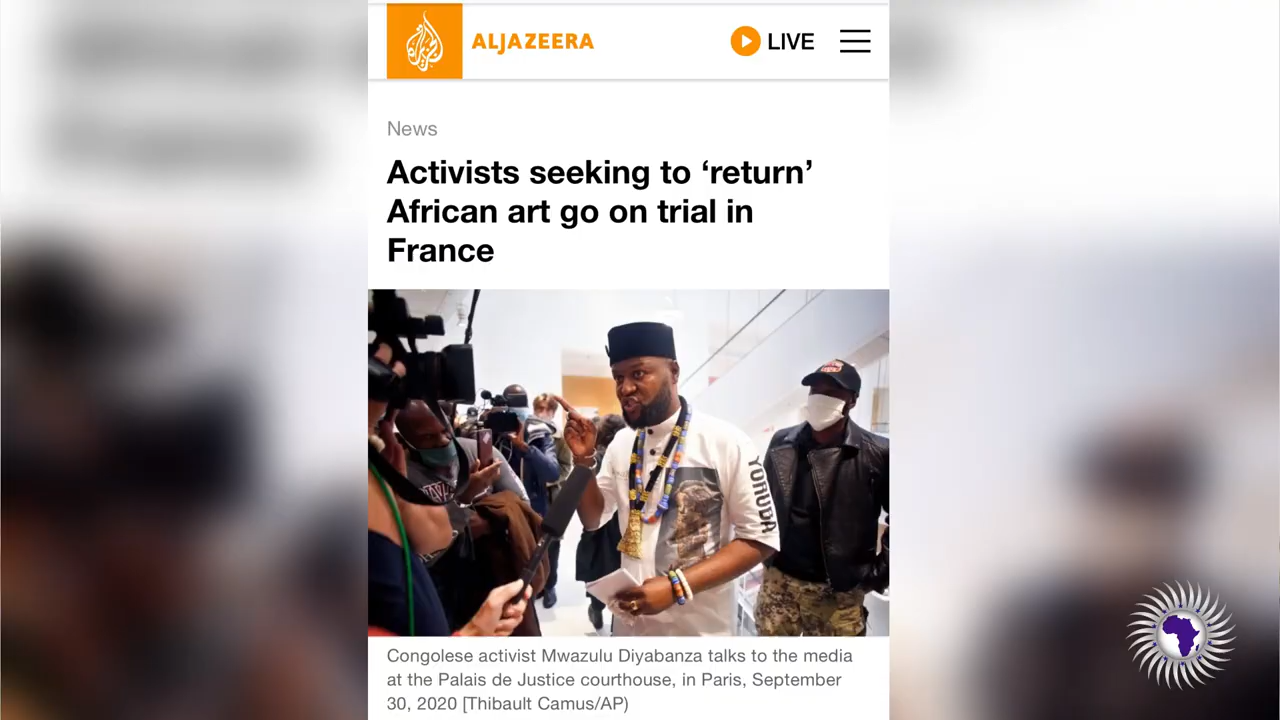 ALJAZEERA
LIVE
News
Activists seeking to ‘return’
African art go on trial in
France
YORUBA
Congolese activist Mwazulu Diyabanza talks to the media
at the Palais de Justice courthouse, in Paris, September
30, 2020 [Thibault Camus/AP)